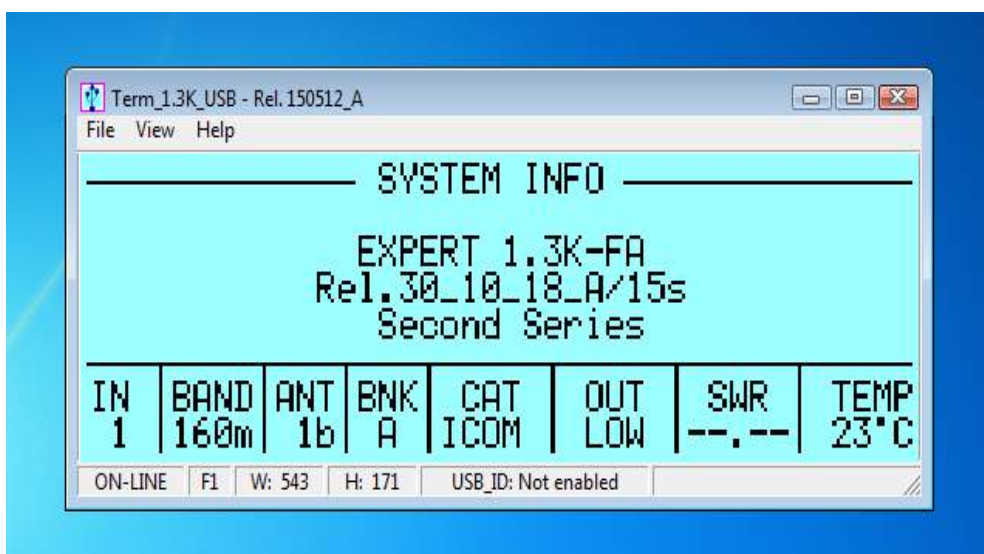 Term_1.3K_USB - Rel. 150512_A
File View Help
SYSTEM INFO
EXPERT 1.3K-FA
Rel.30_10_18_A/15s
Second Series
IN BAND ANT BNK CAT OUT SWR TEMP
1 160m 1b A ICOM LOW --.-- 23°C
ON-LINE F1 W: 543 H: 171 USB_ID: Not enabled